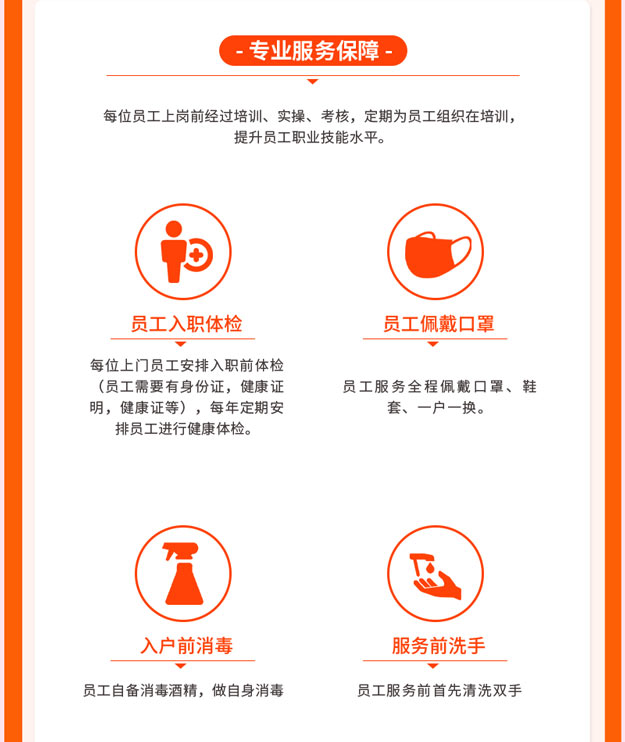 - 专业服务保障 -
每位员工上岗前经过培训、实操、考核，定期为员工组织在培训，
提升员工职业技能水平。
员工入职体检
每位上门员工安排入职前体检
（员工需要有身份证，健康证
明，健康证等），每年定期安
排员工进行健康体检。
员工佩戴口罩
员工服务全程佩戴口罩、鞋
套、一户一换。
入户前消毒
员工自备消毒酒精，做自身消毒
服务前洗手
员工服务前首先清洗双手